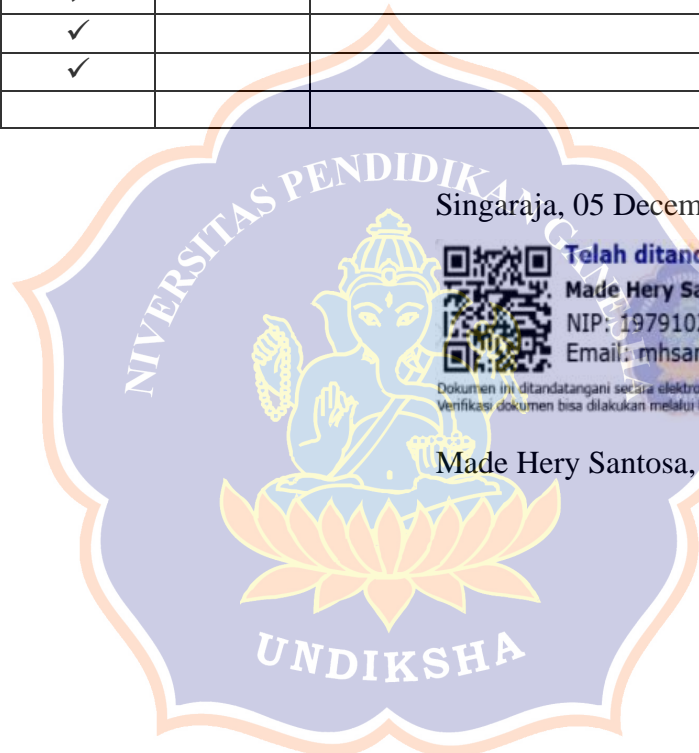 ✓
✓
UNIVERSITAS PENDIDIKAN GANESHA
Singaraja, 05 Decem
Telah ditand
Made Hery Sa
NIP: 1979101
Email: mhsan
Dokumen ini ditandatangani secara elektro
Verifikasi dokumen bisa dilakukan melalui
Made Hery Santosa,
UNDIKSHA